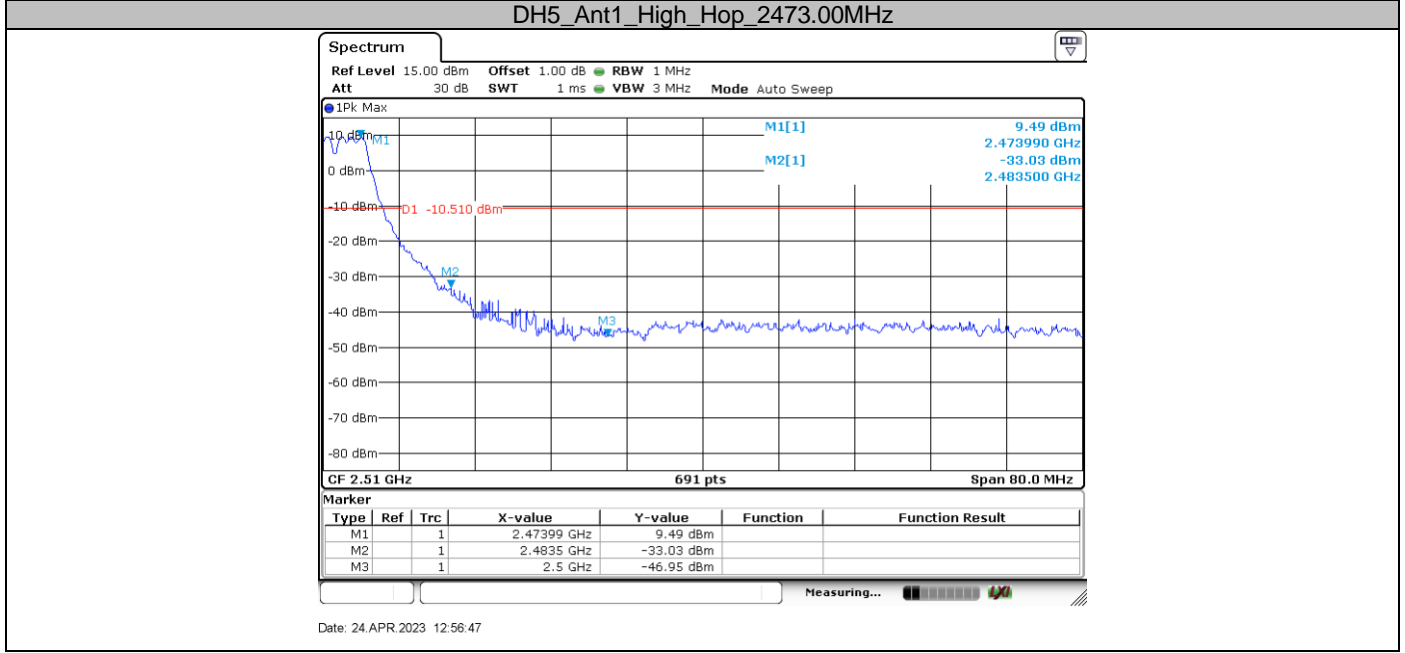 DH5_Ant1_High_Hop_2473.00MHz
Spectrum
Ref Level 15.00 dBm Offset 1.00 dB RBW 1 MHz
Att 30 dB SWT 1 ms VBW 3 MHz Mode Auto Sweep
1Pk Max
M1[1] 9.49 dBm
2.473990 GHz
M2[1] -33.03 dBm
2.483500 GHz
10 dBm
M1
0 dBm
-10 dBm
D1 -10.510 dBm
-20 dBm
-30 dBm
M2
-40 dBm
M3
-50 dBm
-60 dBm
-70 dBm
-80 dBm
CF 2.51 GHz 691 pts Span 80.0 MHz
Marker
Type Ref Trc X-value Y-value Function Function Result
M1 1 2.47399 GHz 9.49 dBm
M2 1 2.4835 GHz -33.03 dBm
M3 1 2.5 GHz -46.95 dBm
Measuring... LXI
Date: 24.APR.2023 12:56:47